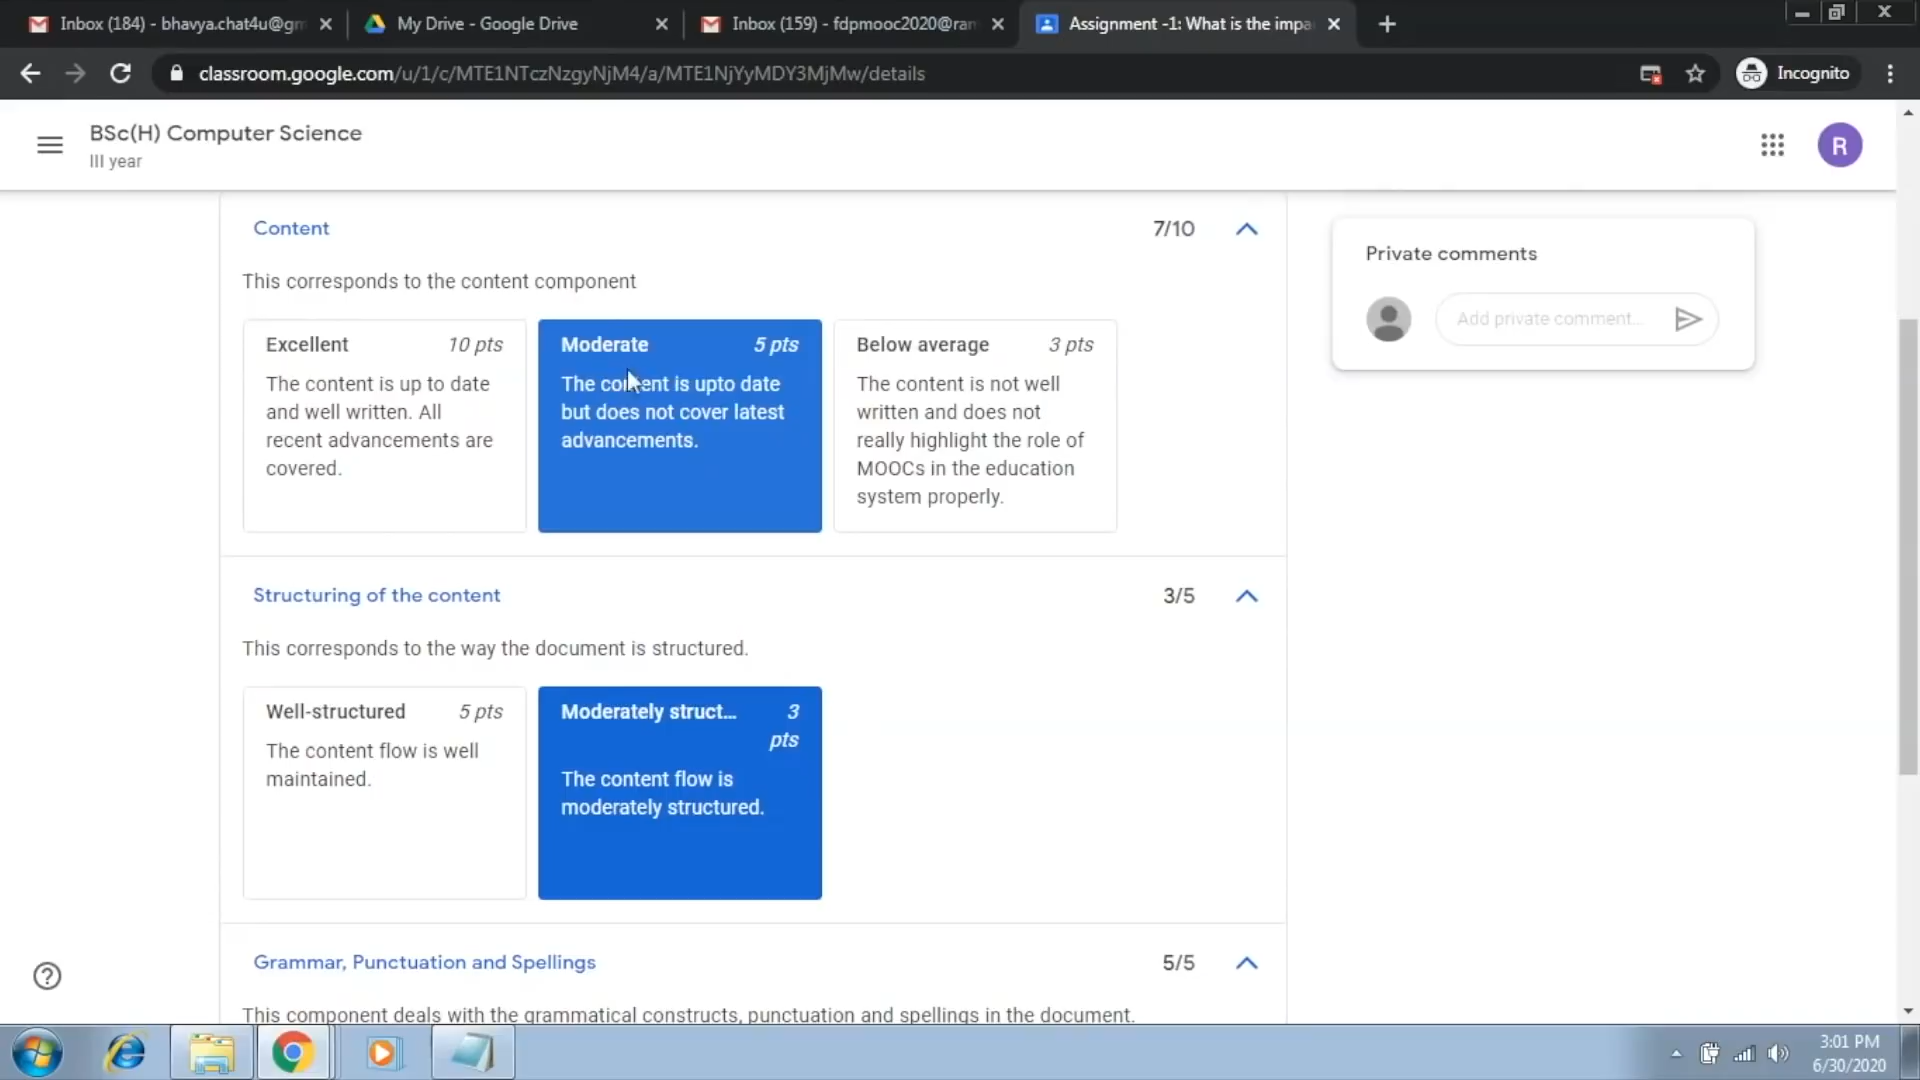 Inbox (184) - bhavya.chat4u@gm
My Drive - Google Drive
Inbox (159) - fdpmooc2020@ram
Assignment -1: What is the impa
classroom.google.com/u/1/c/MTE1NTczNzgyNjM4/a/MTE1NjYyMDY3MjMw/details
Incognito
BSc(H) Computer Science
III year
R
Content
7/10
This corresponds to the content component
Excellent 10 pts
The content is up to date
and well written. All
recent advancements are
covered.
Moderate 5 pts
The content is upto date
but does not cover latest
advancements.
Below average 3 pts
The content is not well
written and does not
really highlight the role of
MOOCs in the education
system properly.
Private comments
Add private comment...
Structuring of the content
3/5
This corresponds to the way the document is structured.
Well-structured 5 pts
The content flow is well
maintained.
Moderately struct... 3
pts
The content flow is
moderately structured.
Grammar, Punctuation and Spellings
5/5
This component deals with the grammatical constructs, punctuation and spellings in the document.
3:01 PM
6/30/2020